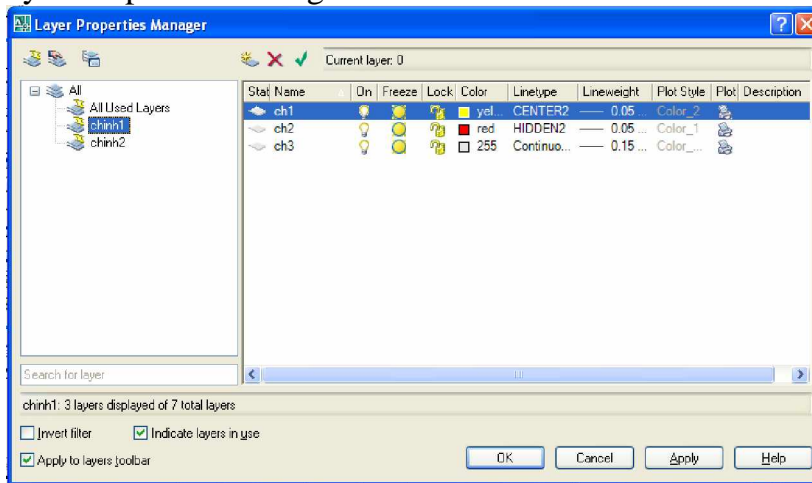 Layer Properties Manager
Current layer: 0
All
All Used Layers
chinh1
chinh2
Stat Name On Freeze Lock Color Linetype Lineweight Plot Style Plot Description
ch1 yel... CENTER2 0.05 ... Color_2
ch2 red HIDDEN2 0.05 ... Color_1
ch3 255 Continuo... 0.15 ... Color_...
Search for layer
chinh1: 3 layers displayed of 7 total layers
Invert filter Indicate layers in use
Apply to layers toolbar
OK Cancel Apply Help